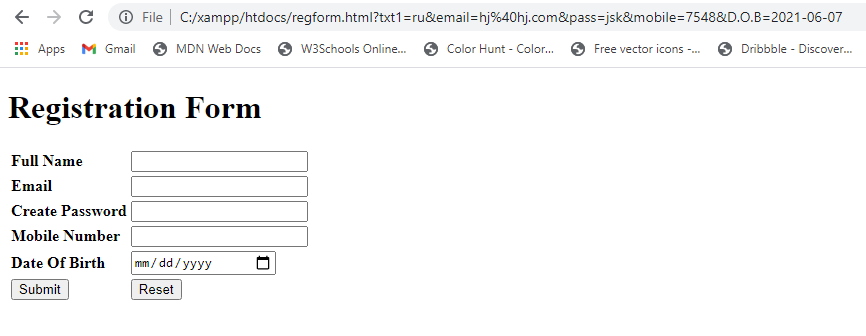 File | C:/xampp/htdocs/regform.html?txt1=ru&email=hj%40hj.com&pass=jsk&mobile=7548&D.O.B=2021-06-07
Apps Gmail MDN Web Docs W3Schools Online... Color Hunt - Color... Free vector icons -... Dribbble - Discover...
Registration Form
Full Name
Email
Create Password
Mobile Number
Date Of Birth mm/dd/yyyy
Submit Reset